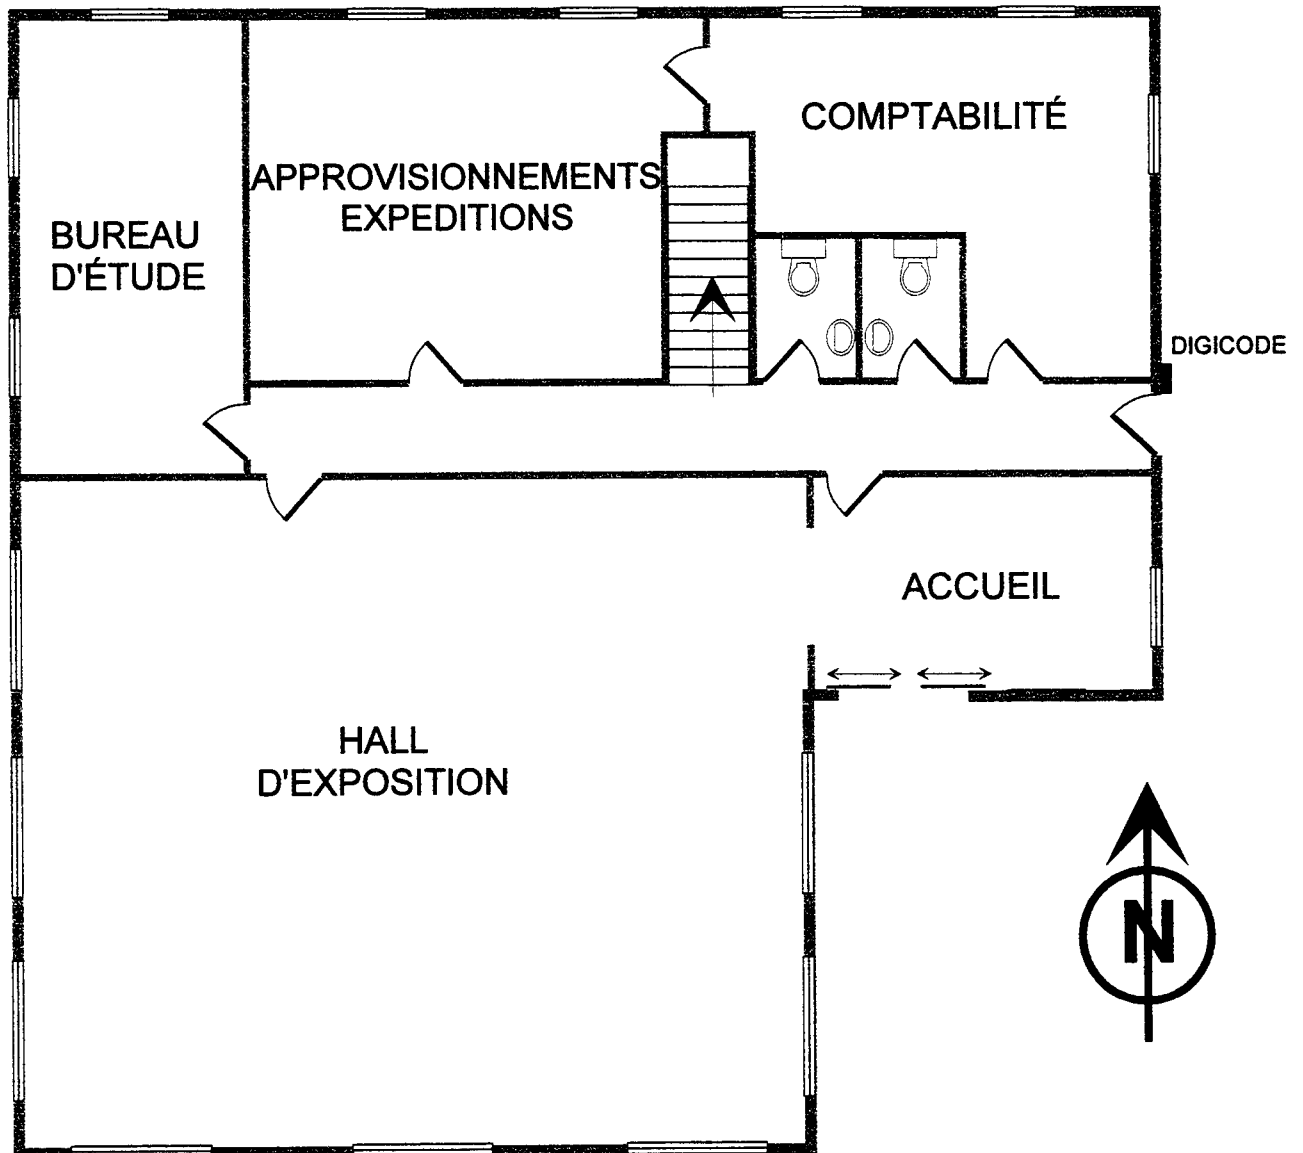 COMPTABILITÉ
APPROVISIONNEMENTS
EXPEDITIONS
BUREAU
D'ÉTUDE
DIGICODE
ACCUEIL
HALL
D'EXPOSITION
N